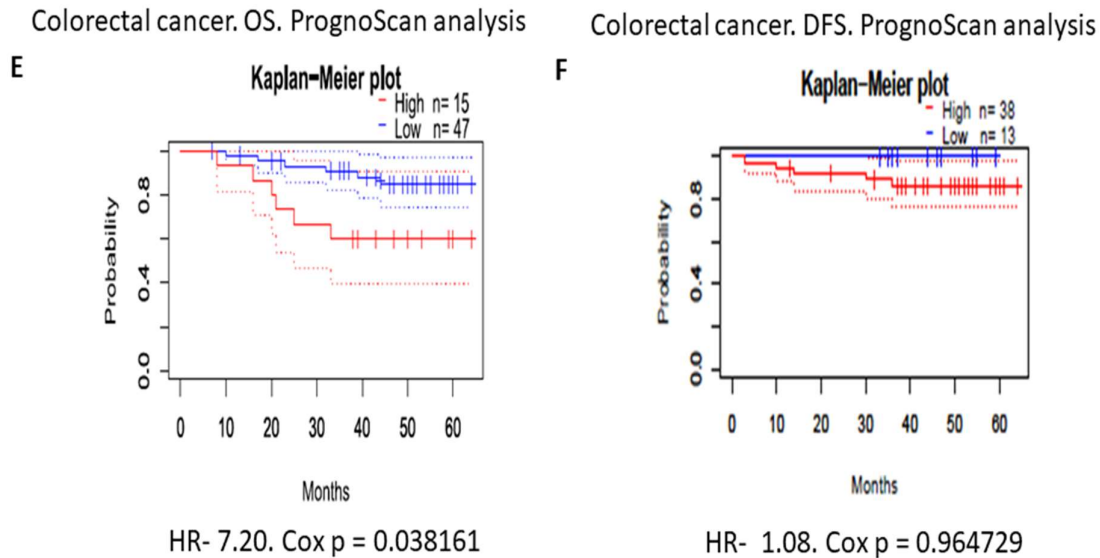 Colorectal cancer. OS. PrognoScan analysis
E
Kaplan-Meier plot
High n= 15
Low n= 47
Probability
0.8
0.4
0.0
0 10 20 30 40 50 60
Months
HR- 7.20. Cox p = 0.038161
Colorectal cancer. DFS. PrognoScan analysis
F
Kaplan-Meier plot
High n= 38
Low n= 13
Probability
0.8
0.4
0.0
0 10 20 30 40 50 60
Months
HR- 1.08. Cox p = 0.964729